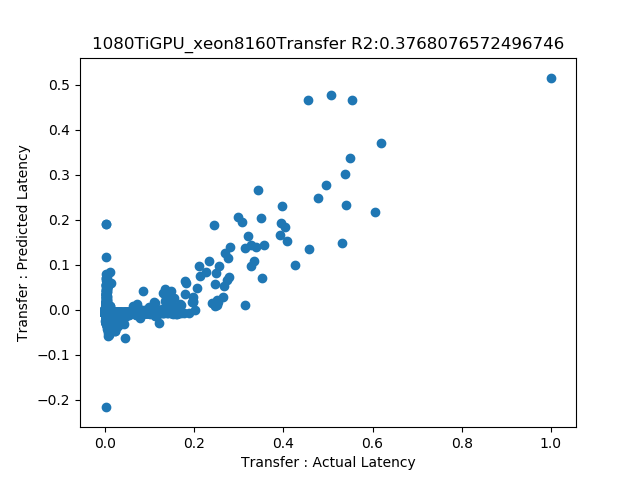 1080TiGPU_xeon8160Transfer R2:0.3768076572496746
Transfer : Predicted Latency
0.5
0.4
0.3
0.2
0.1
0.0
−0.1
−0.2
0.0 0.2 0.4 0.6 0.8 1.0
Transfer : Actual Latency